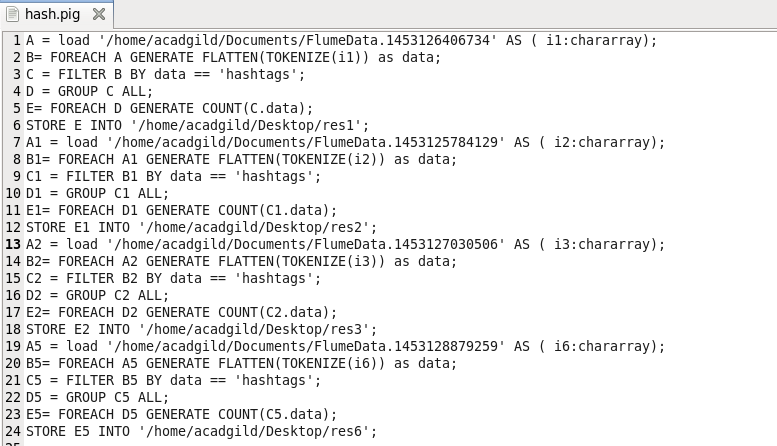 hash.pig
1 A = load '/home/acadgild/Documents/FlumeData.1453126406734' AS ( i1:chararray);
2 B= FOREACH A GENERATE FLATTEN(TOKENIZE(i1)) as data;
3 C = FILTER B BY data == 'hashtags';
4 D = GROUP C ALL;
5 E= FOREACH D GENERATE COUNT(C.data);
6 STORE E INTO '/home/acadgild/Desktop/res1';
7 A1 = load '/home/acadgild/Documents/FlumeData.1453125784129' AS ( i2:chararray);
8 B1= FOREACH A1 GENERATE FLATTEN(TOKENIZE(i2)) as data;
9 C1 = FILTER B1 BY data == 'hashtags';
10 D1 = GROUP C1 ALL;
11 E1= FOREACH D1 GENERATE COUNT(C1.data);
12 STORE E1 INTO '/home/acadgild/Desktop/res2';
13 A2 = load '/home/acadgild/Documents/FlumeData.1453127030506' AS ( i3:chararray);
14 B2= FOREACH A2 GENERATE FLATTEN(TOKENIZE(i3)) as data;
15 C2 = FILTER B2 BY data == 'hashtags';
16 D2 = GROUP C2 ALL;
17 E2= FOREACH D2 GENERATE COUNT(C2.data);
18 STORE E2 INTO '/home/acadgild/Desktop/res3';
19 A5 = load '/home/acadgild/Documents/FlumeData.1453128879259' AS ( i6:chararray);
20 B5= FOREACH A5 GENERATE FLATTEN(TOKENIZE(i6)) as data;
21 C5 = FILTER B5 BY data == 'hashtags';
22 D5 = GROUP C5 ALL;
23 E5= FOREACH D5 GENERATE COUNT(C5.data);
24 STORE E5 INTO '/home/acadgild/Desktop/res6';